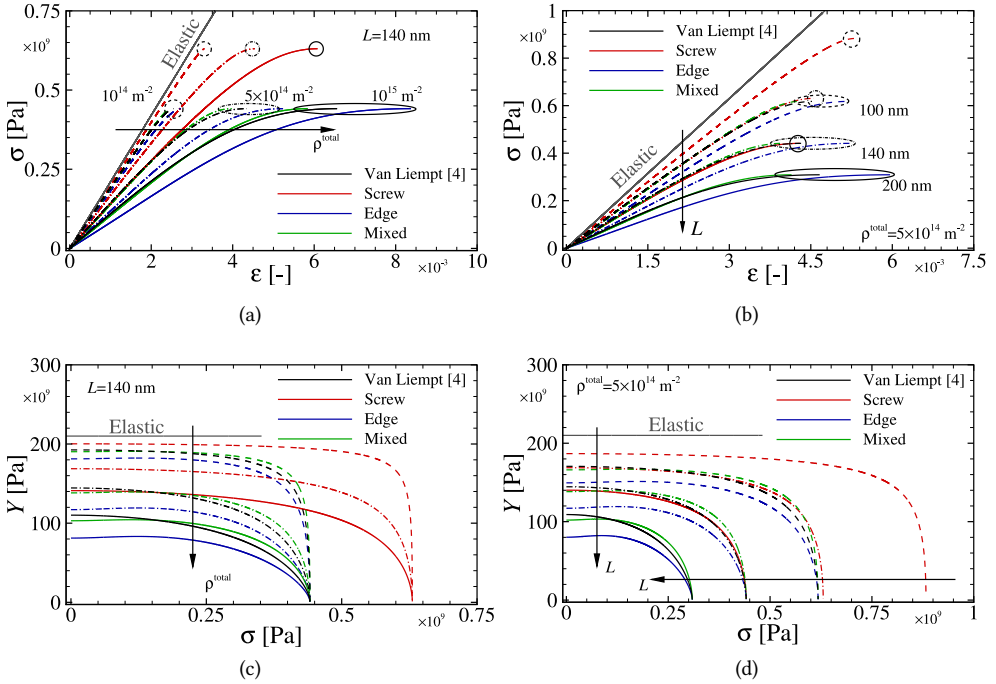 0.75
×10⁹
0.5
0.25
0
σ [Pa]
Elastic
L=140 nm
10¹⁴ m⁻²
5×10¹⁴ m⁻²
10¹⁵ m⁻²
ρᵗᵒᵗᵃˡ
Van Liempt [4]
Screw
Edge
Mixed
0 2 4 6 8 10
ε [-]
×10⁻³
(a)
1
×10⁹
0.8
0.6
0.4
0.2
0
σ [Pa]
Van Liempt [4]
Screw
Edge
Mixed
Elastic
100 nm
140 nm
200 nm
L
ρᵗᵒᵗᵃˡ=5×10¹⁴ m⁻²
0 1.5 3 4.5 6 7.5
ε [-]
×10⁻³
(b)
300
×10⁹
200
100
0
Y [Pa]
L=140 nm
Van Liempt [4]
Screw
Edge
Mixed
Elastic
ρᵗᵒᵗᵃˡ
0 0.25 0.5 0.75
σ [Pa]
×10⁹
(c)
300
×10⁹
200
100
0
Y [Pa]
ρᵗᵒᵗᵃˡ=5×10¹⁴ m⁻²
Van Liempt [4]
Screw
Edge
Mixed
Elastic
L
L
0 0.25 0.5 0.75 1
σ [Pa]
×10⁹
(d)